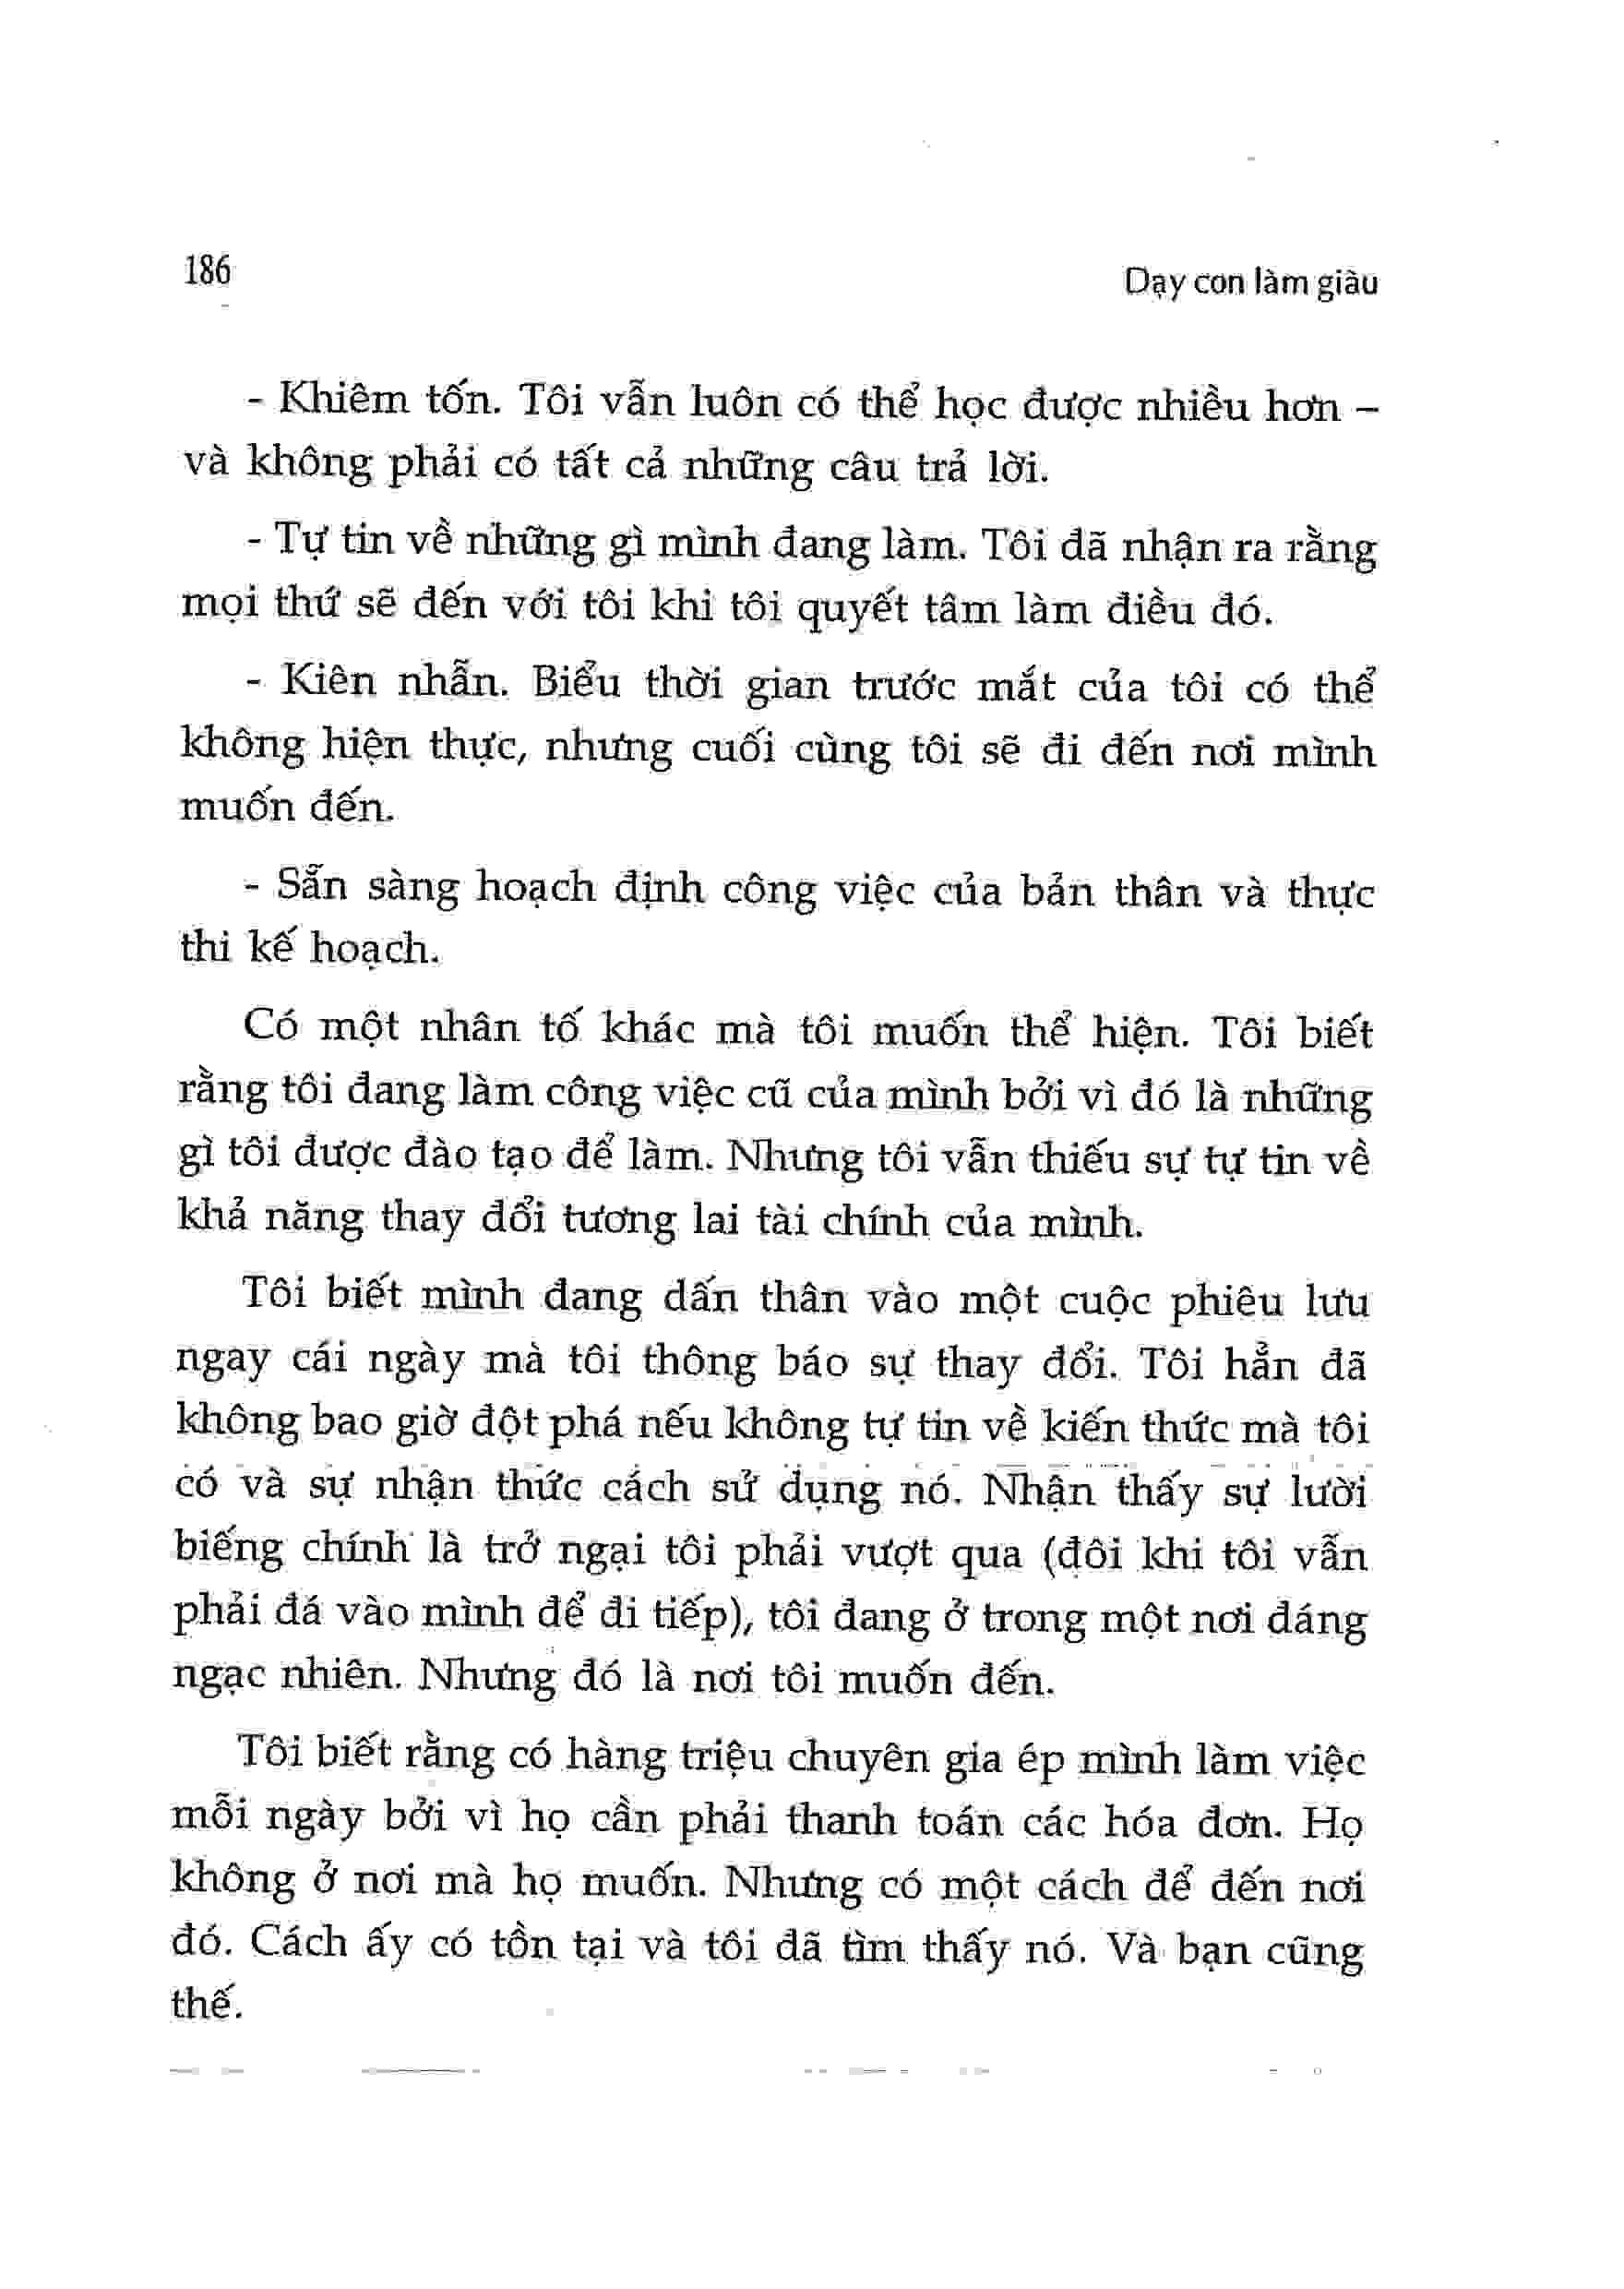 186
Dạy con làm giàu
- Khiêm tốn. Tôi vẫn luôn có thể học được nhiều hơn –
và không phải có tất cả những câu trả lời.
- Tự tin về những gì mình đang làm. Tôi đã nhận ra rằng
mọi thứ sẽ đến với tôi khi tôi quyết tâm làm điều đó.
- Kiên nhẫn. Biểu thời gian trước mắt của tôi có thể
không hiện thực, nhưng cuối cùng tôi sẽ đi đến nơi mình
muốn đến.
- Sẵn sàng hoạch định công việc của bản thân và thực
thi kế hoạch.
Có một nhân tố khác mà tôi muốn thể hiện. Tôi biết
rằng tôi đang làm công việc cũ của mình bởi vì đó là những
gì tôi được đào tạo để làm. Nhưng tôi vẫn thiếu sự tự tin về
khả năng thay đổi tương lai tài chính của mình.
Tôi biết mình đang dấn thân vào một cuộc phiêu lưu
ngay cái ngày mà tôi thông báo sự thay đổi. Tôi hẳn đã
không bao giờ đột phá nếu không tự tin về kiến thức mà tôi
có và sự nhận thức cách sử dụng nó. Nhận thấy sự lười
biếng chính là trở ngại tôi phải vượt qua (đôi khi tôi vẫn
phải đá vào mình để đi tiếp), tôi đang ở trong một nơi đáng
ngạc nhiên. Nhưng đó là nơi tôi muốn đến.
Tôi biết rằng có hàng triệu chuyên gia ép mình làm việc
mỗi ngày bởi vì họ cần phải thanh toán các hóa đơn. Họ
không ở nơi mà họ muốn. Nhưng có một cách để đến nơi
đó. Cách ấy có tồn tại và tôi đã tìm thấy nó. Và bạn cũng
thế.